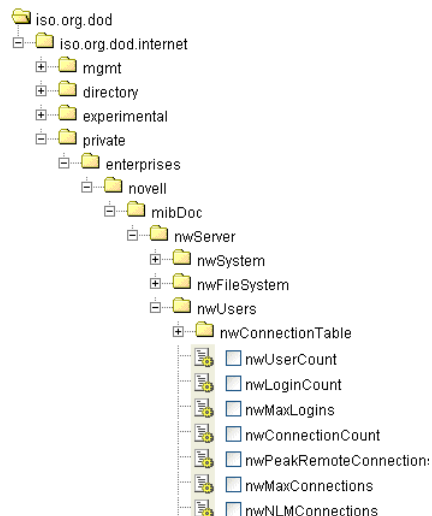 iso.org.dod
iso.org.dod.internet
mgmt
directory
experimental
private
enterprises
novell
mibDoc
nwServer
nwSystem
nwFileSystem
nwUsers
nwConnectionTable
nwUserCount
nwLoginCount
nwMaxLogins
nwConnectionCount
nwPeakRemoteConnections
nwMaxConnections
nwNLMConnections